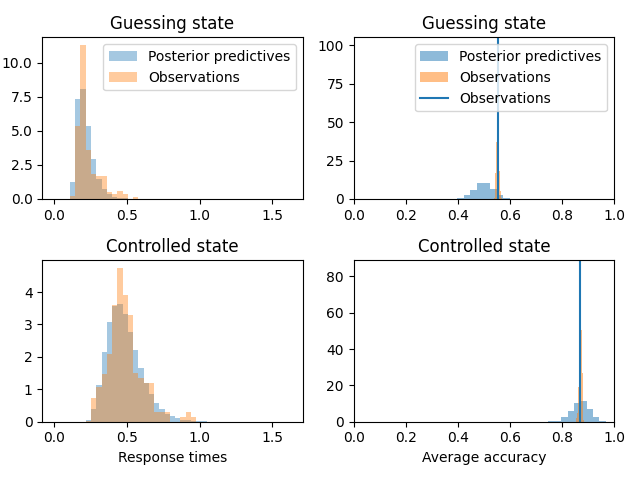 Guessing state
Posterior predictives
Observations
10.0
7.5
5.0
2.5
0.0
0.0 0.5 1.0 1.5
Guessing state
Posterior predictives
Observations
Observations
100
75
50
25
0
0.0 0.2 0.4 0.6 0.8 1.0
Controlled state
4
3
2
1
0
0.0 0.5 1.0 1.5
Response times
Controlled state
80
60
40
20
0
0.0 0.2 0.4 0.6 0.8 1.0
Average accuracy